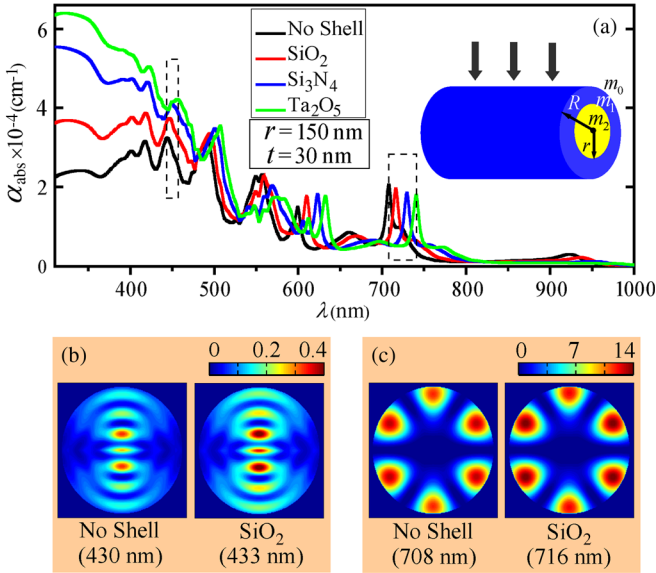 (a)
No Shell
SiO₂
Si₃N₄
Ta₂O₅
r = 150 nm
t = 30 nm
m₀
m₁
m₂
R
r
α_abs ×10⁻⁴(cm⁻¹)
6
4
2
0
400 500 600 700 800 900 1000
λ(nm)
(b)
0 0.2 0.4
No Shell SiO₂
(430 nm) (433 nm)
(c)
0 7 14
No Shell SiO₂
(708 nm) (716 nm)